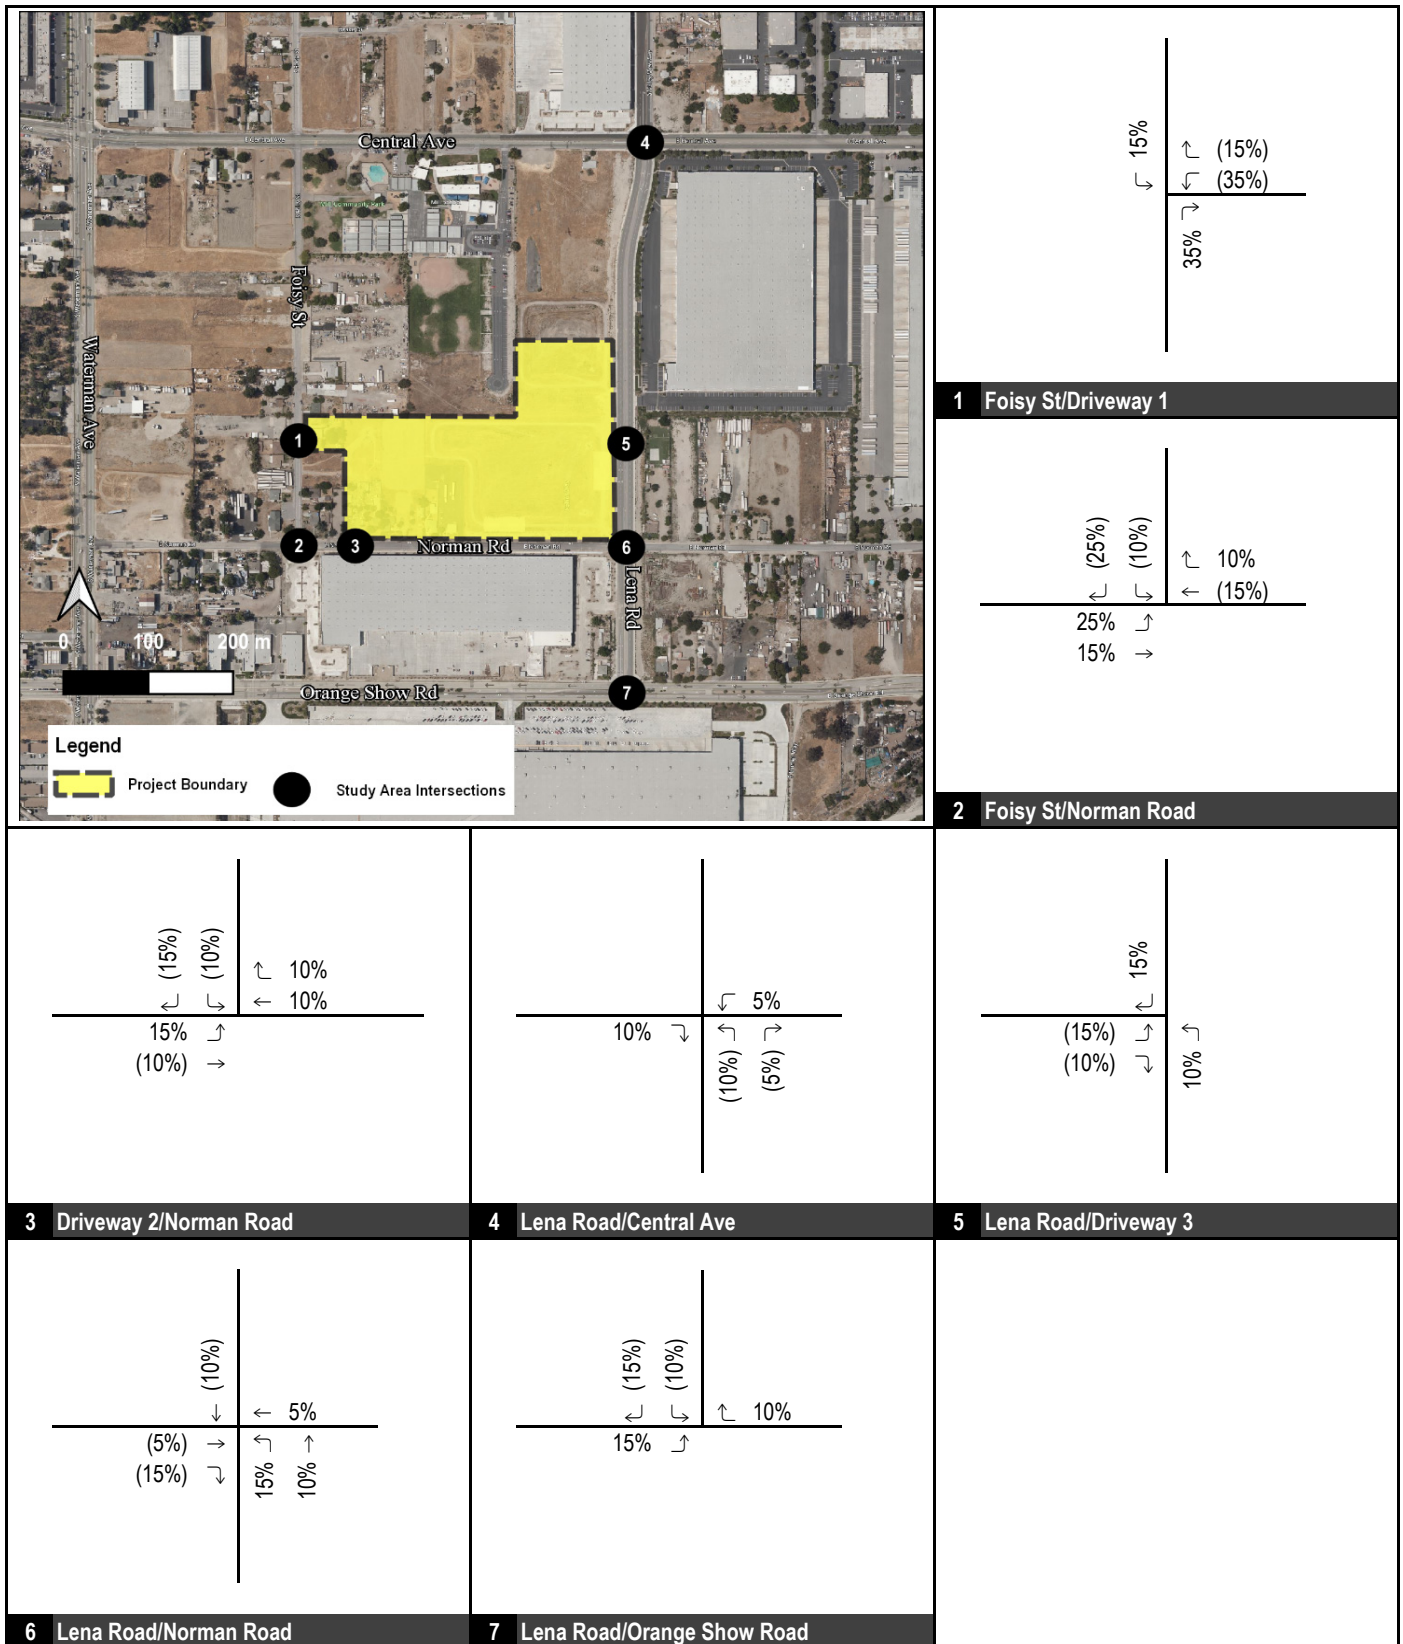 Central Ave
4
Foisy St
Waterman Ave
1
5
2
3
Norman Rd
6
Lena Rd
0 100 200 m
Orange Show Rd
7
Legend
Project Boundary
Study Area Intersections
15%
(15%)
(35%)
35%
1 Foisy St/Driveway 1
(25%) (10%)
10%
(15%)
25%
15%
2 Foisy St/Norman Road
(15%) (10%)
10%
10%
15%
(10%)
3 Driveway 2/Norman Road
5%
10%
(10%) (5%)
4 Lena Road/Central Ave
15%
(15%)
(10%)
10%
5 Lena Road/Driveway 3
(10%)
5%
(5%)
(15%)
15% 10%
6 Lena Road/Norman Road
(15%) (10%)
10%
15%
7 Lena Road/Orange Show Road